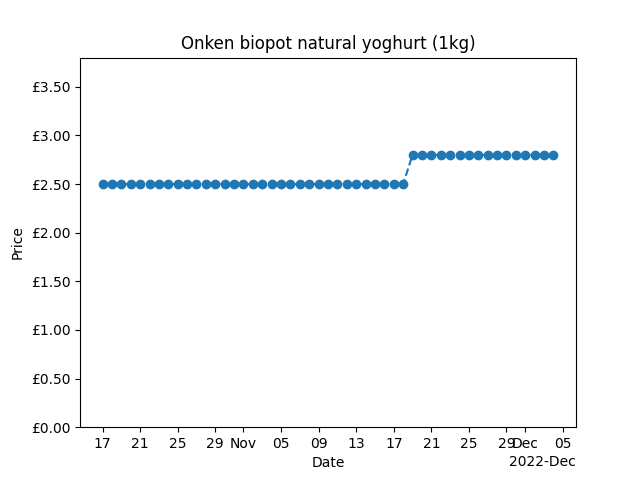 Onken biopot natural yoghurt (1kg)
£3.50
£3.00
£2.50
£2.00
£1.50
£1.00
£0.50
£0.00
Price
17 21 25 29 Nov 05 09 13 17 21 25 29 Dec 05
Date
2022-Dec